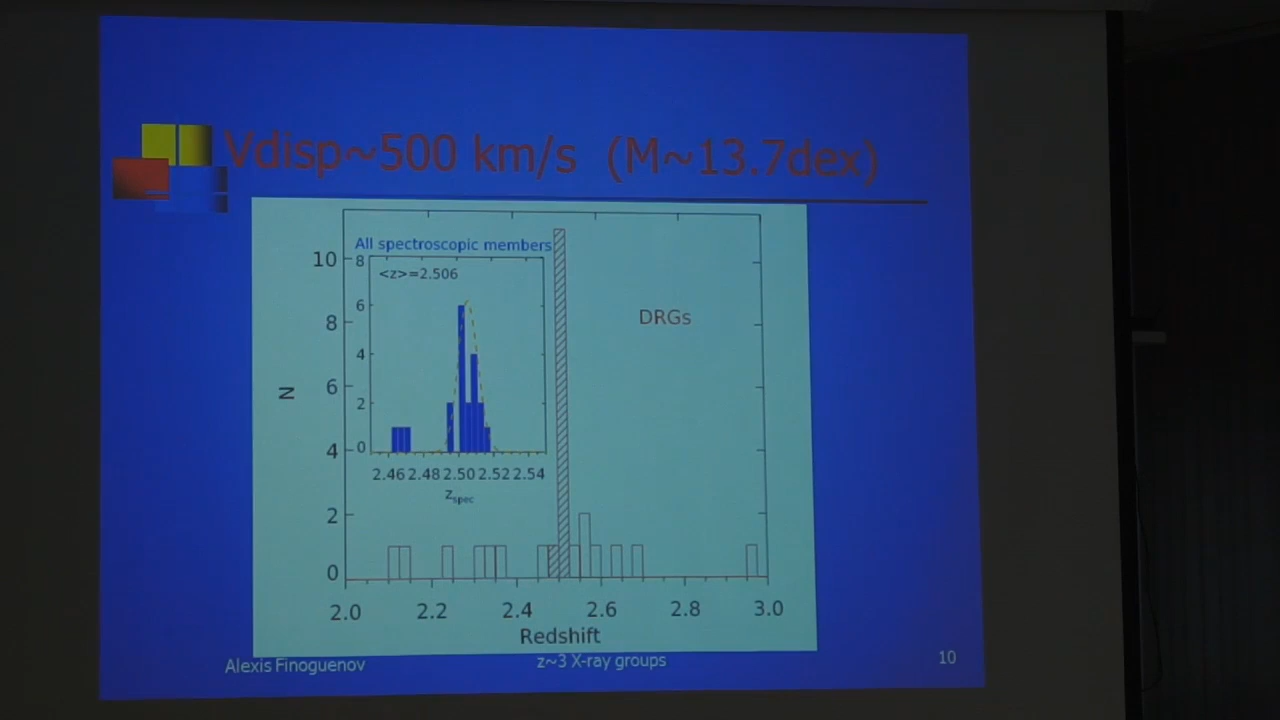 Vdisp~500 km/s (M~13.7dex)
All spectroscopic members
<z>=2.506
DRGs
10
8
6
4
2
0
N
8
6
4
2
0
2.46 2.48 2.50 2.52 2.54
zspec
2.0 2.2 2.4 2.6 2.8 3.0
Redshift
Alexis Finoguenov
z~3 X-ray groups
10